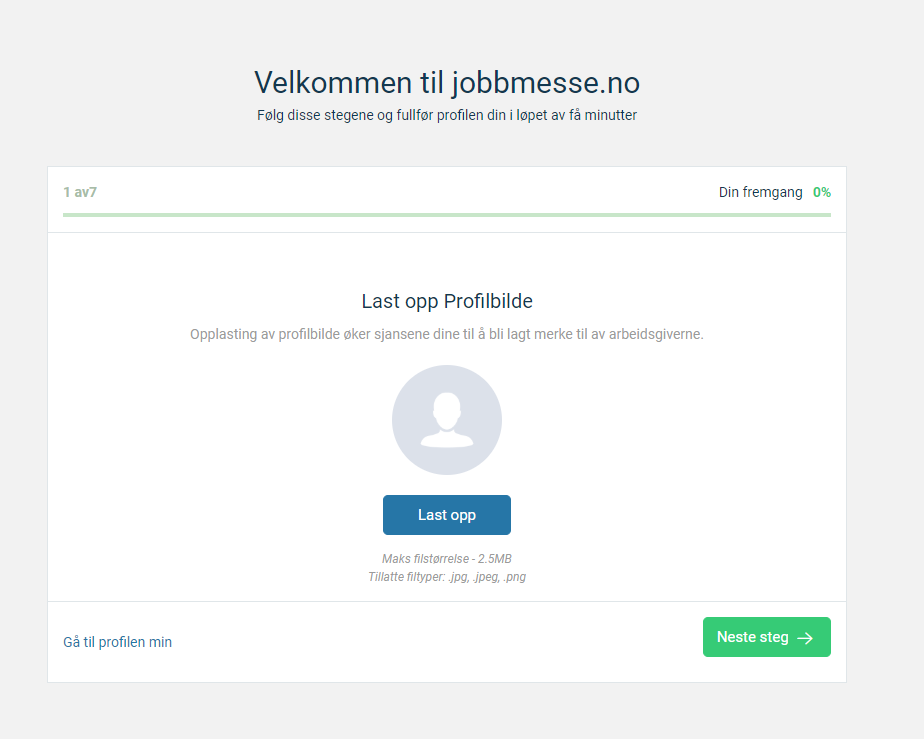 Velkommen til jobbmesse.no
Følg disse stegene og fullfør profilen din i løpet av få minutter
1 av7
Din fremgang 0%
Last opp Profilbilde
Opplasting av profilbilde øker sjansene dine til å bli lagt merke til av arbeidsgiverne.
Last opp
Maks filstørrelse - 2.5MB
Tillatte filtyper: .jpg, .jpeg, .png
Gå til profilen min
Neste steg →